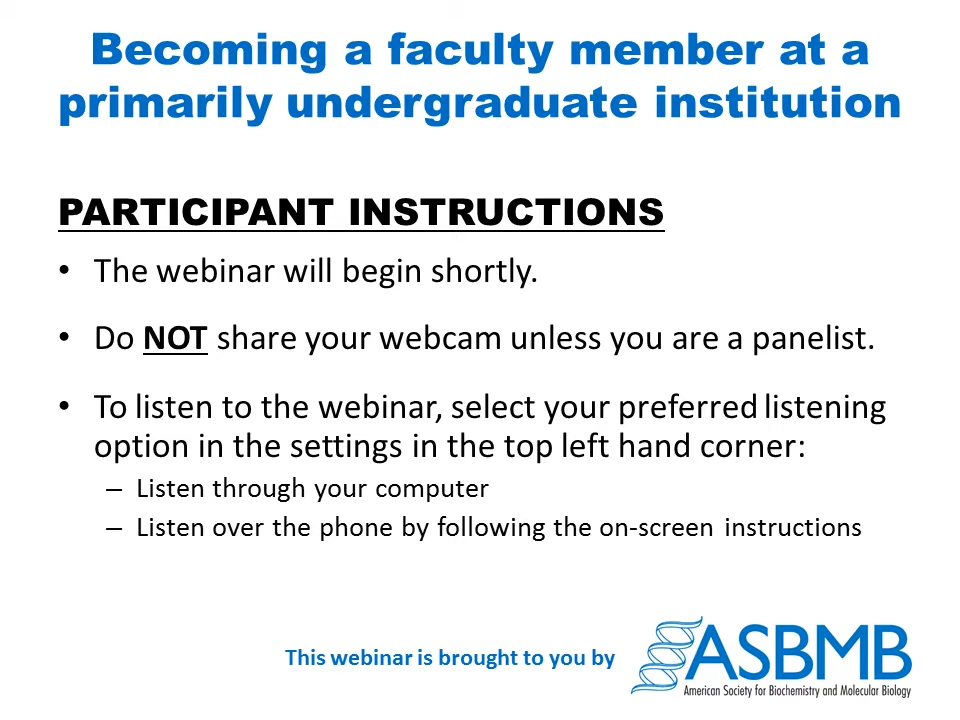 Becoming a faculty member at a
primarily undergraduate institution
PARTICIPANT INSTRUCTIONS
• The webinar will begin shortly.
• Do NOT share your webcam unless you are a panelist.
• To listen to the webinar, select your preferred listening
option in the settings in the top left hand corner:
– Listen through your computer
– Listen over the phone by following the on-screen instructions
This webinar is brought to you by
ASBMB
American Society for Biochemistry and Molecular Biology